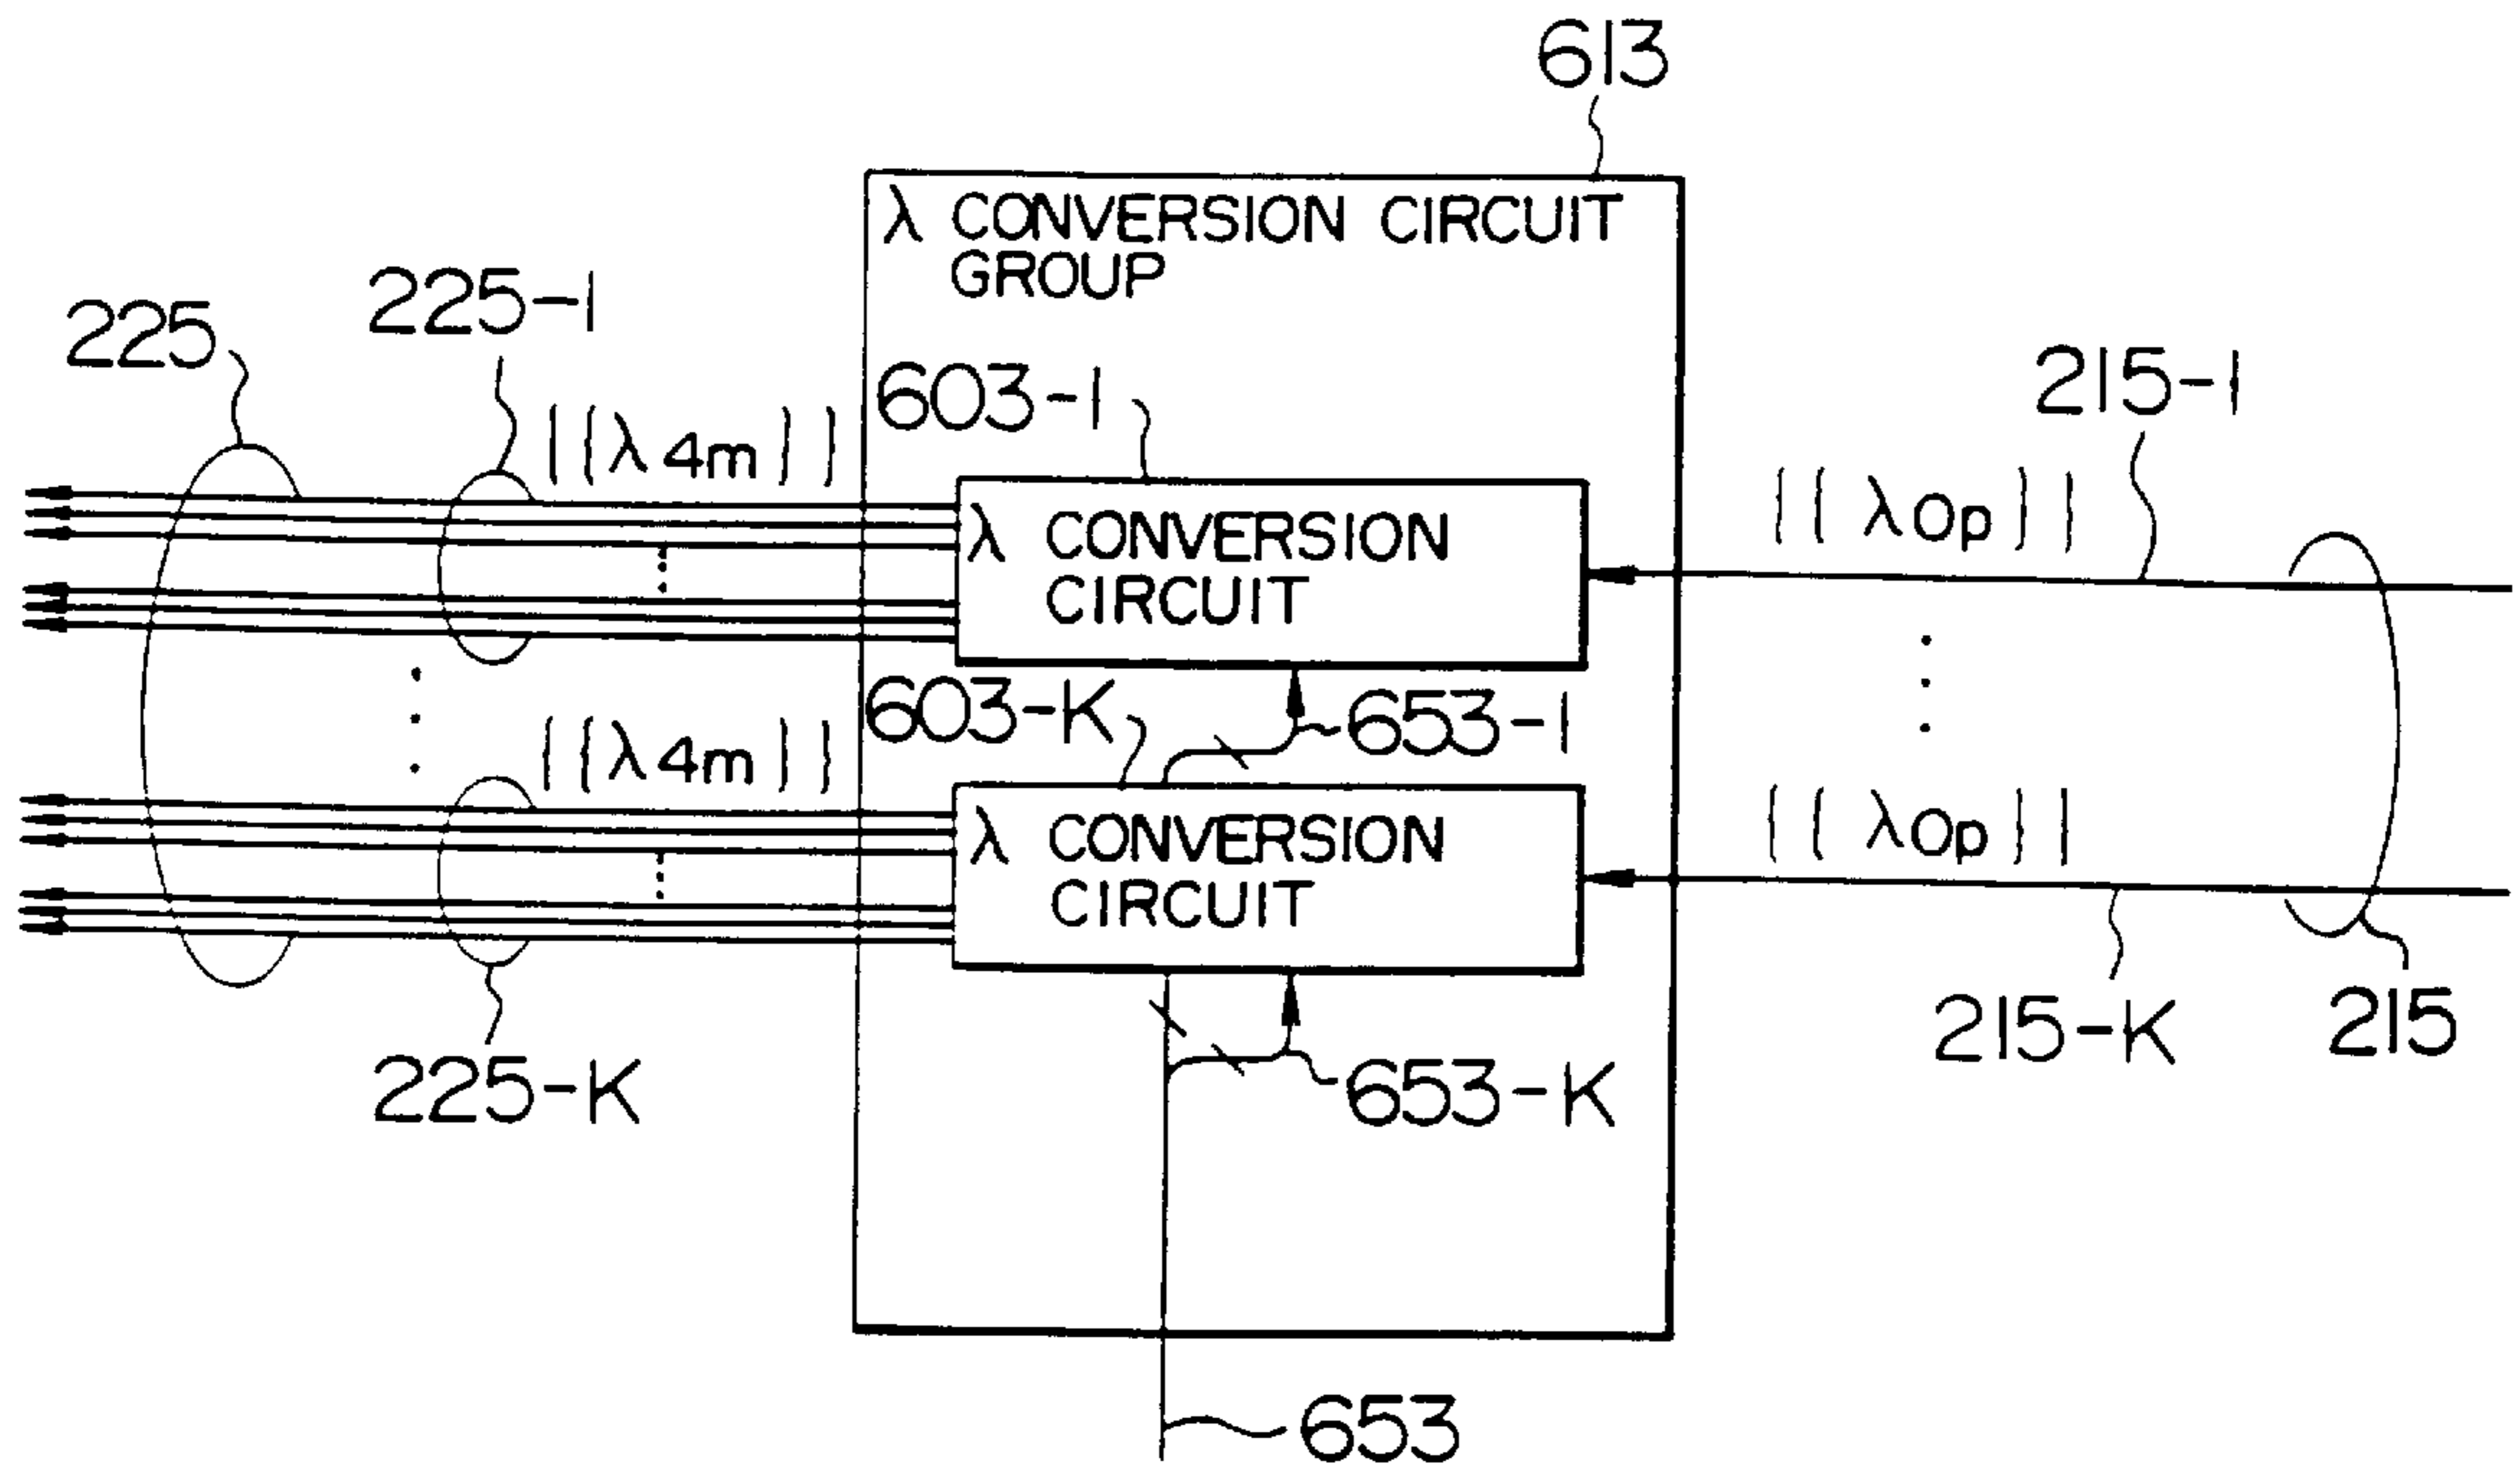 613
λ CONVERSION CIRCUIT
GROUP
225
225-1
603-1
215-1
{{λ4m}}
{{λ0p}}
λ CONVERSION
CIRCUIT
603-K
653-1
{{λ4m}}
{{λ0p}}
λ CONVERSION
CIRCUIT
225-K
653-K
215-K
215
653